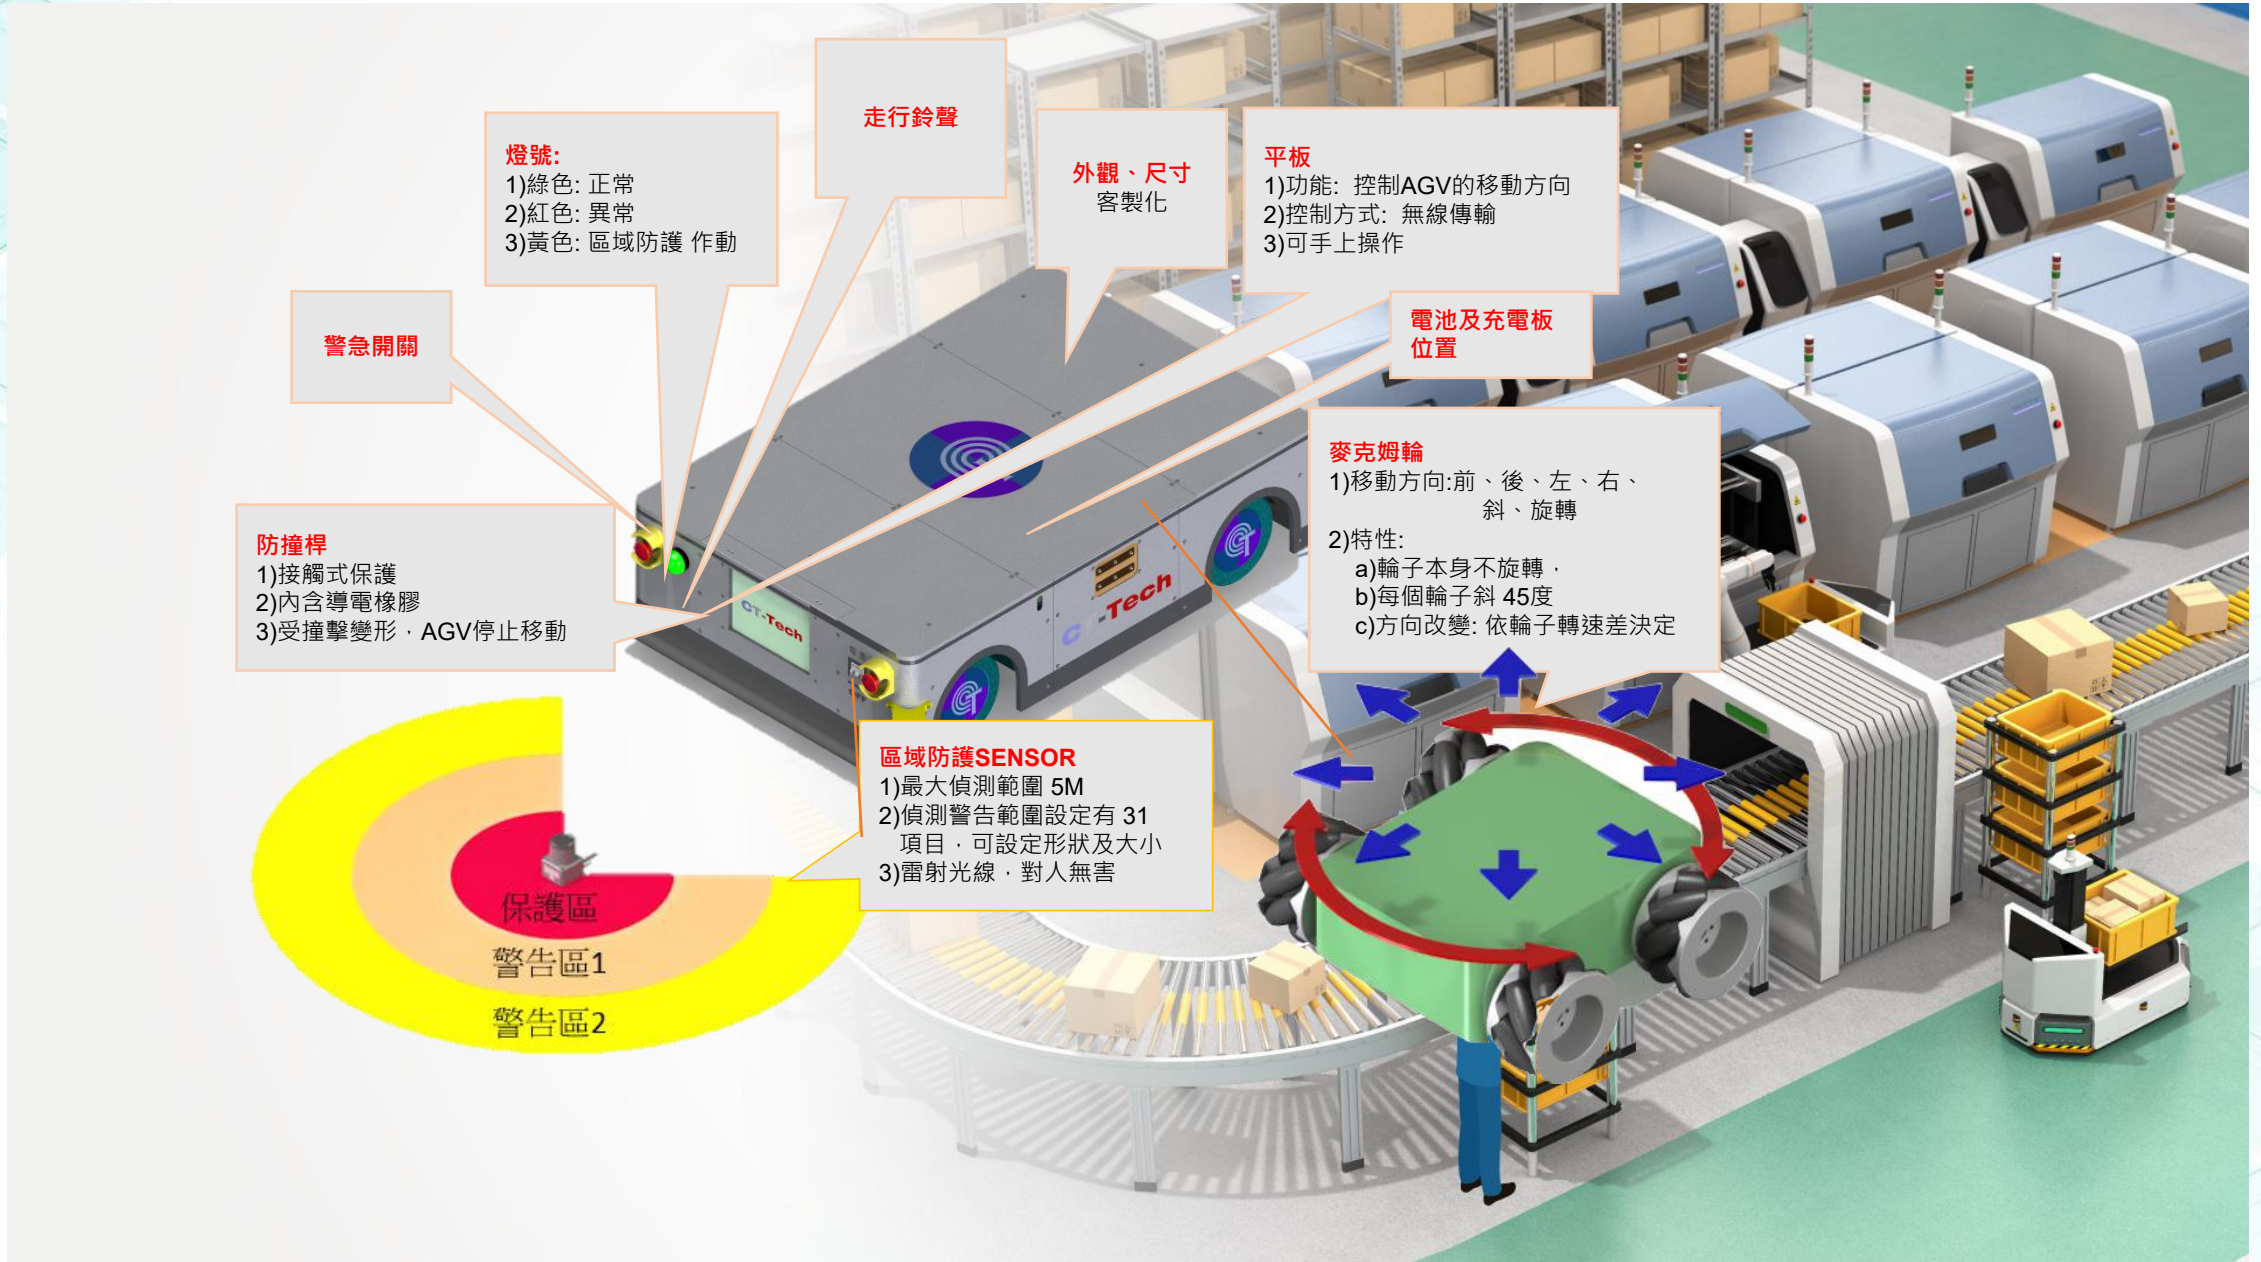 走行鈴聲
燈號:
1)綠色: 正常
2)紅色: 異常
3)黃色: 區域防護 作動
外觀、尺寸
客製化
平板
1)功能: 控制AGV的移動方向
2)控制方式: 無線傳輸
3)可手上操作
警急開關
電池及充電板
位置
麥克姆輪
1)移動方向:前、後、左、右、
斜、旋轉
2)特性:
a)輪子本身不旋轉，
b)每個輪子斜 45度
c)方向改變: 依輪子轉速差決定
防撞桿
1)接觸式保護
2)內含導電橡膠
3)受撞擊變形，AGV停止移動
CT-Tech
C -Tech
區域防護SENSOR
1)最大偵測範圍 5M
2)偵測警告範圍設定有 31
項目，可設定形狀及大小
3)雷射光線，對人無害
保護區
警告區1
警告區2